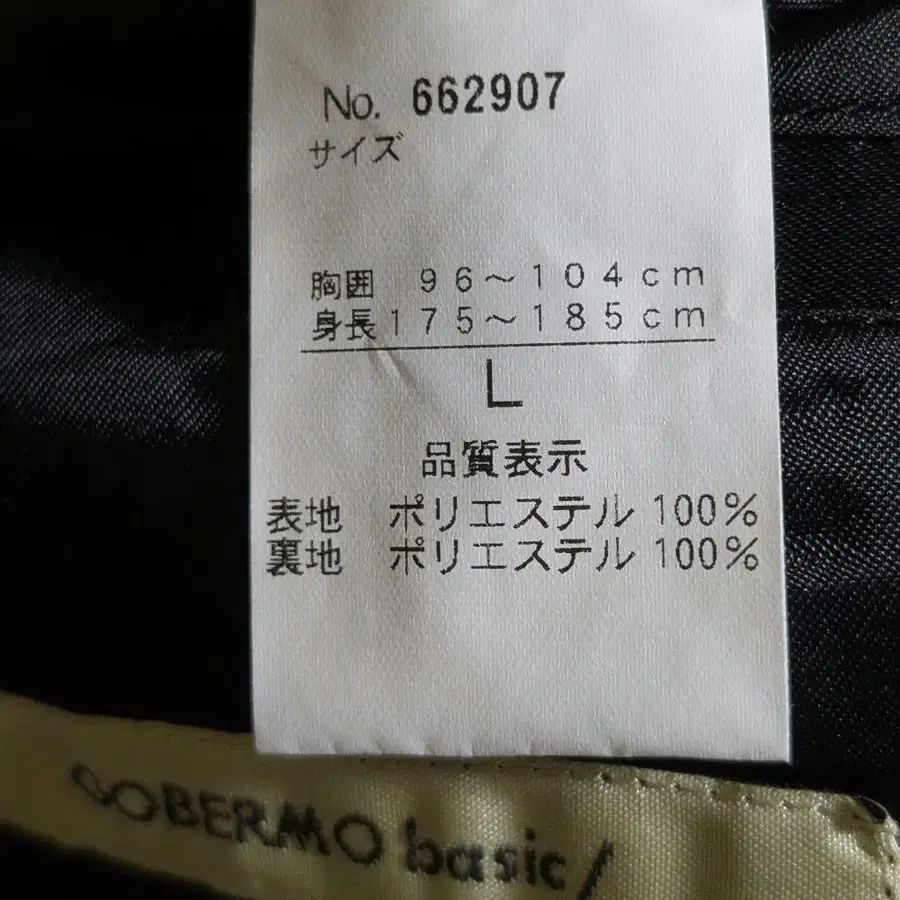 No. 662907
サイズ
胸囲 96～104cm
身長175～185cm
L
品質表示
表地 ポリエステル 100%
裏地 ポリエステル 100%
SOBERMO basic/